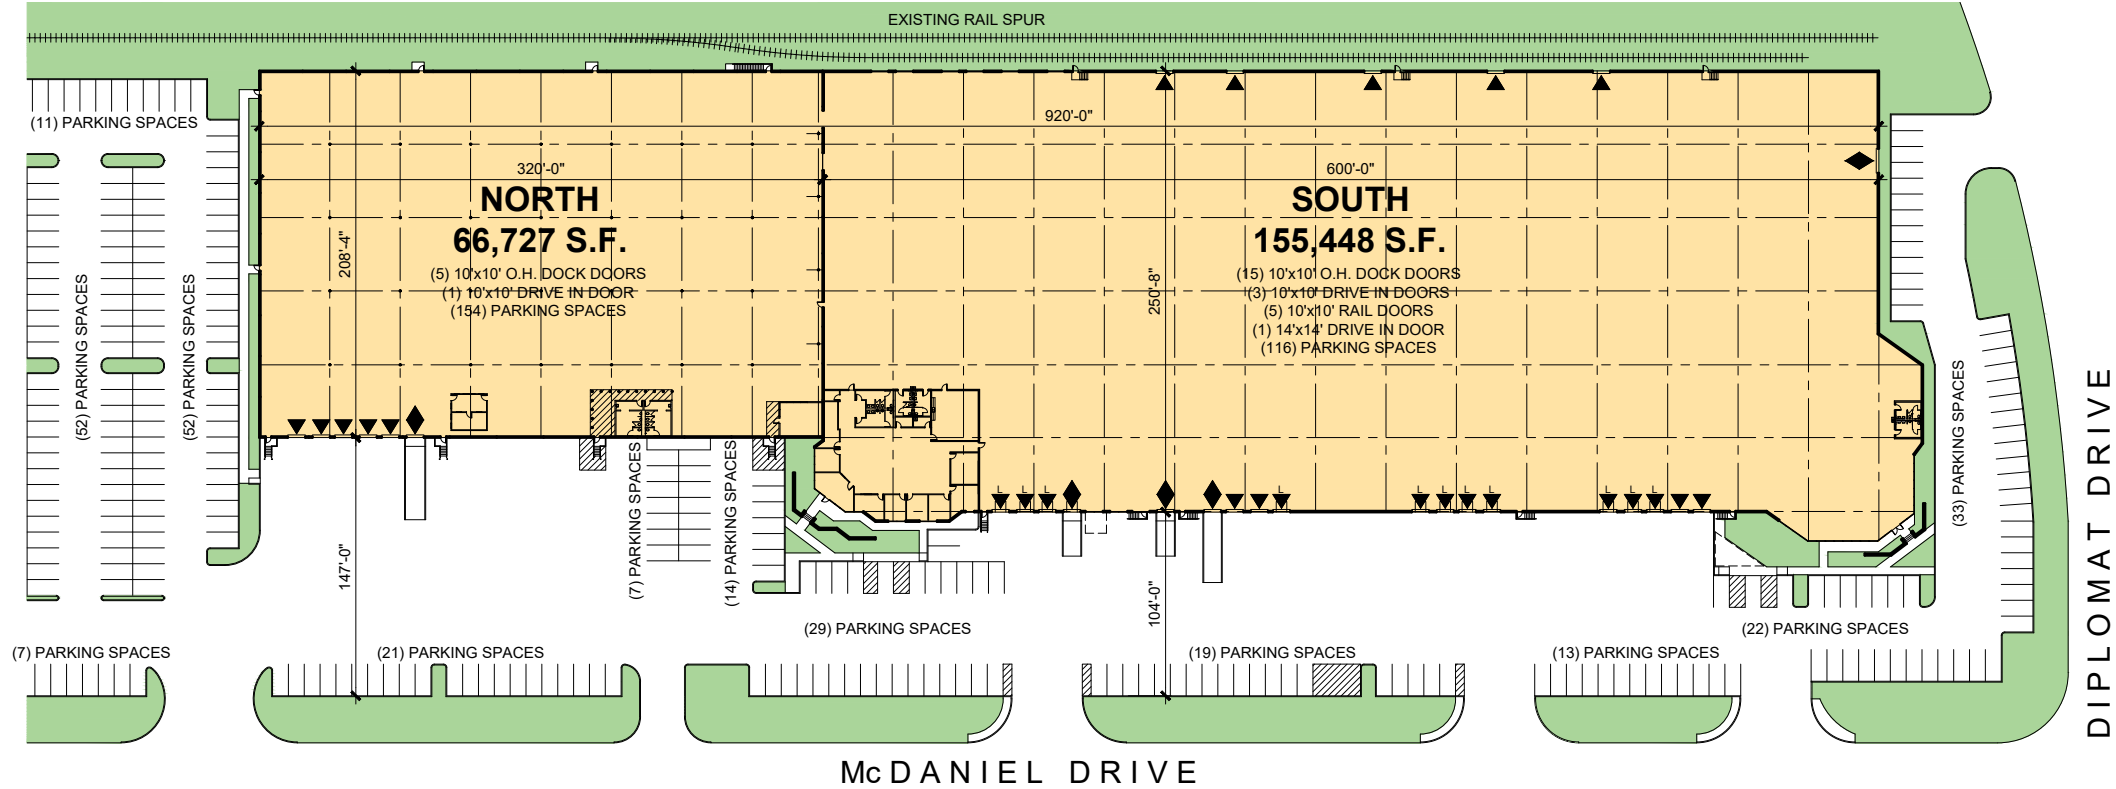 EXISTING RAIL SPUR
(11) PARKING SPACES
920'-0"
320'-0"
600'-0"
NORTH
66,727 S.F.
(5) 10'x10' O.H. DOCK DOORS
(1) 10'x10' DRIVE IN DOOR
(154) PARKING SPACES
208'-4"
SOUTH
155,448 S.F.
(15) 10'x10' O.H. DOCK DOORS
(3) 10'x10' DRIVE IN DOORS
(5) 10'x10' RAIL DOORS
(1) 14'x14' DRIVE IN DOOR
(116) PARKING SPACES
250'-8"
(52) PARKING SPACES
(52) PARKING SPACES
(33) PARKING SPACES
DIPLOMAT DRIVE
L L L L L L L L L L L
147'-0"
(7) PARKING SPACES
(14) PARKING SPACES
104'-0"
(29) PARKING SPACES
(22) PARKING SPACES
(7) PARKING SPACES
(21) PARKING SPACES
(19) PARKING SPACES
(13) PARKING SPACES
McDANIEL DRIVE